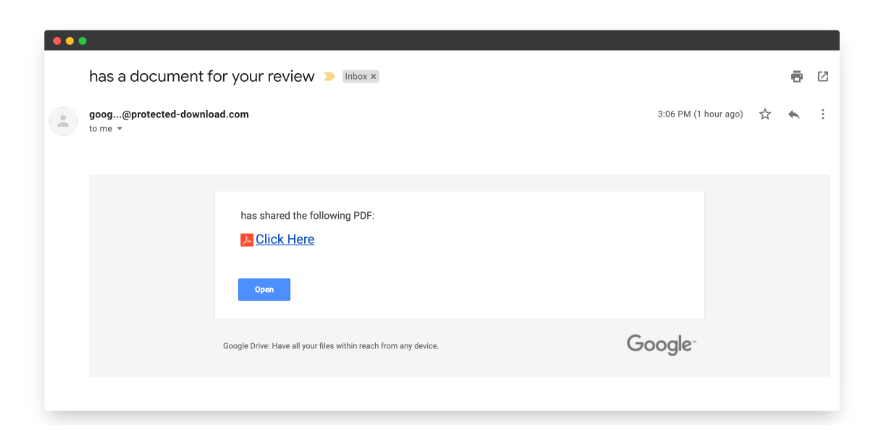 has a document for your review
Inbox ×
goog...@protected-download.com
3:06 PM (1 hour ago)
to me
has shared the following PDF:
Click Here
Open
Google Drive: Have all your files within reach from any device.
Google™